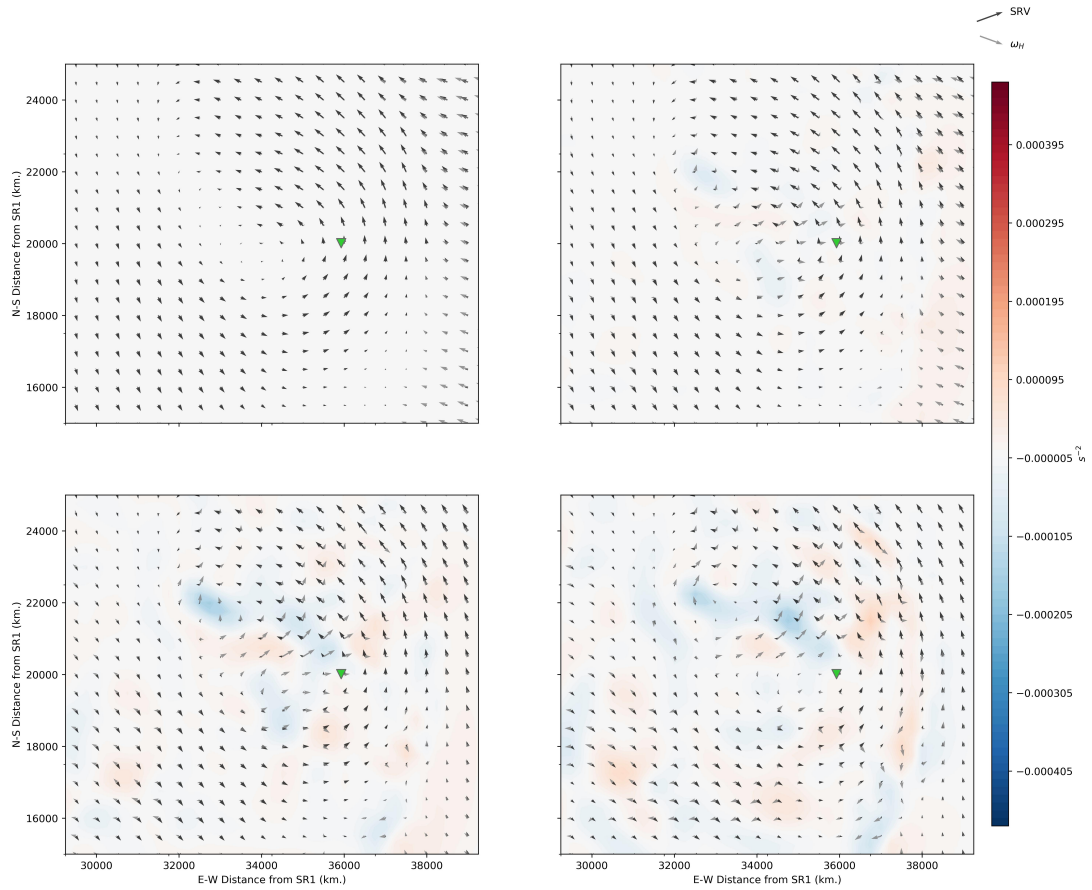 SRV
ω_H
24000
22000
20000
18000
16000
N-S Distance from SR1 (km.)
0.000395
0.000295
0.000195
0.000095
−0.000005
−0.000105
−0.000205
−0.000305
−0.000405
s⁻²
24000
22000
20000
18000
16000
N-S Distance from SR1 (km.)
30000 32000 34000 36000 38000
E-W Distance from SR1 (km.)
30000 32000 34000 36000 38000
E-W Distance from SR1 (km.)